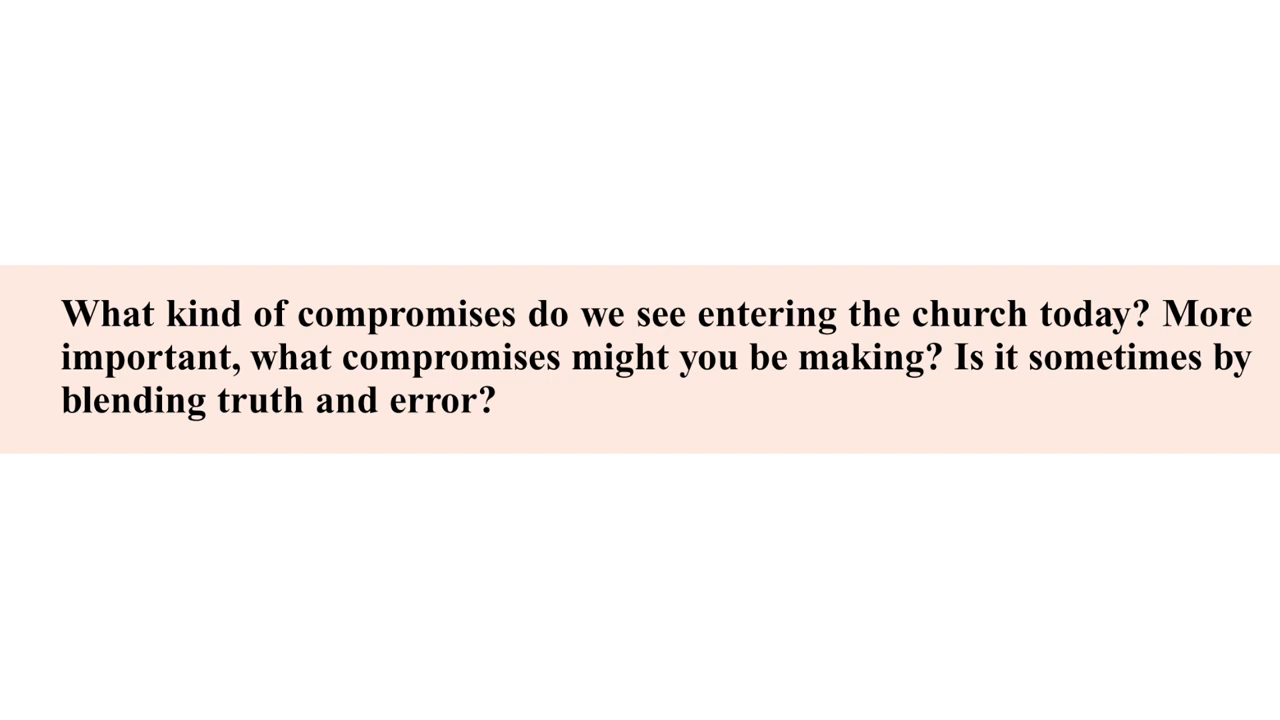 What kind of compromises do we see entering the church today? More
important, what compromises might you be making? Is it sometimes by
blending truth and error?